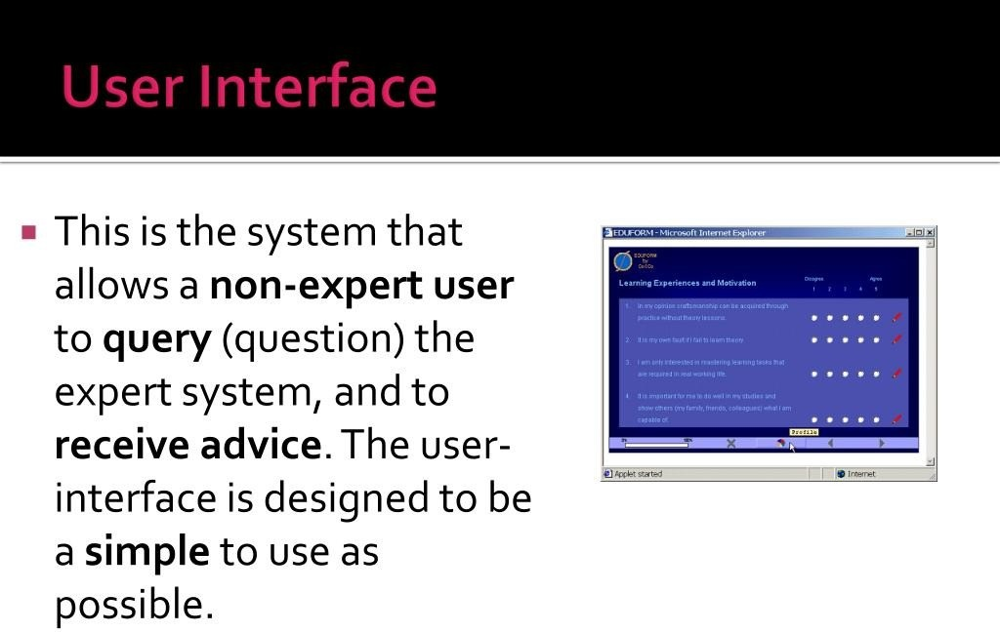 User Interface
This is the system that
allows a non-expert user
to query (question) the
expert system, and to
receive advice. The user-
interface is designed to be
a simple to use as
possible.
EDUFORM - Microsoft Internet Explorer
EDUFORM
by
CoSCo
Learning Experiences and Motivation
Disagree Agree
1 2 3 4 5
1. In my opinion craftsmanship can be acquired through
practice without theory lessons.
2. It is my own fault if I fail to learn theory.
3. I am only interested in mastering learning tasks that
are required in real working life.
4. It is important for me to do well in my studies and
show others (my family, friends, colleagues) what I am
capable of.
Profile
0% 100%
Applet started
Internet